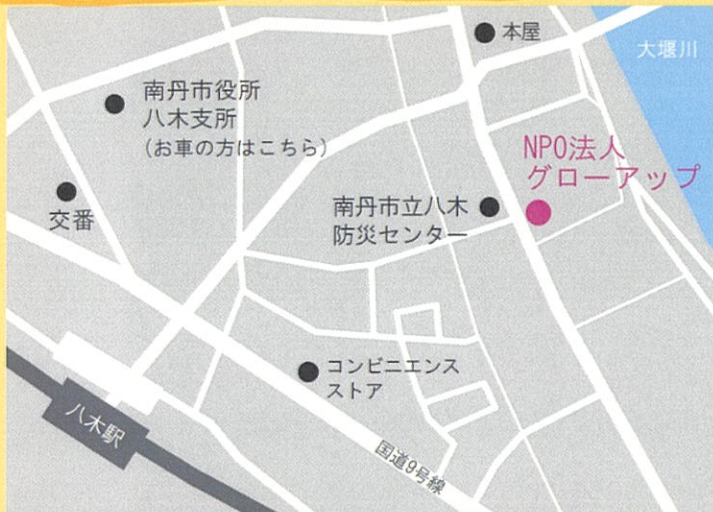 本屋
大堰川
南丹市役所
八木支所
（お車の方はこちら）
NPO法人
グローアップ
交番
南丹市立八木
防災センター
コンビニエンス
ストア
八木駅
国道9号線